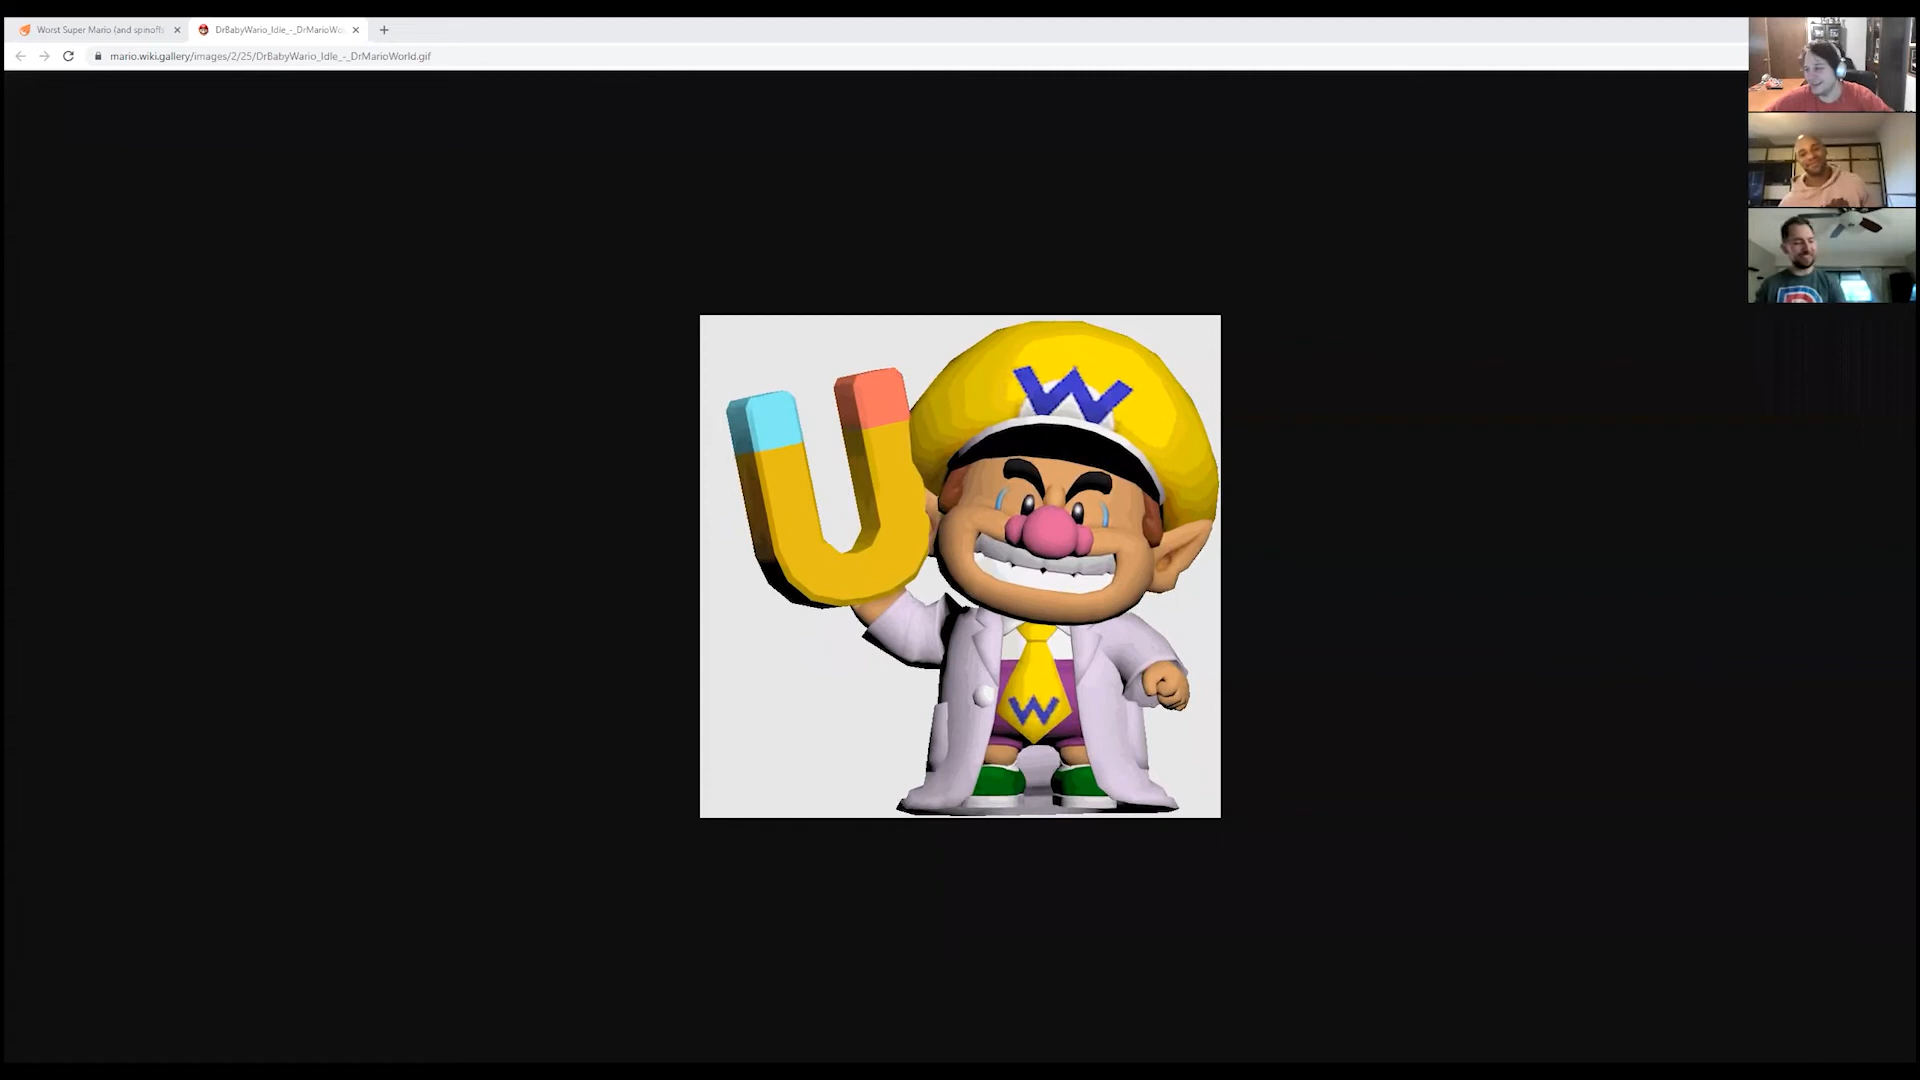 Worst Super Mario (and spinoffs
DrBabyWario_Idle_-_DrMarioWo
mario.wiki.gallery/images/2/25/DrBabyWario_Idle_-_DrMarioWorld.gif
W
W